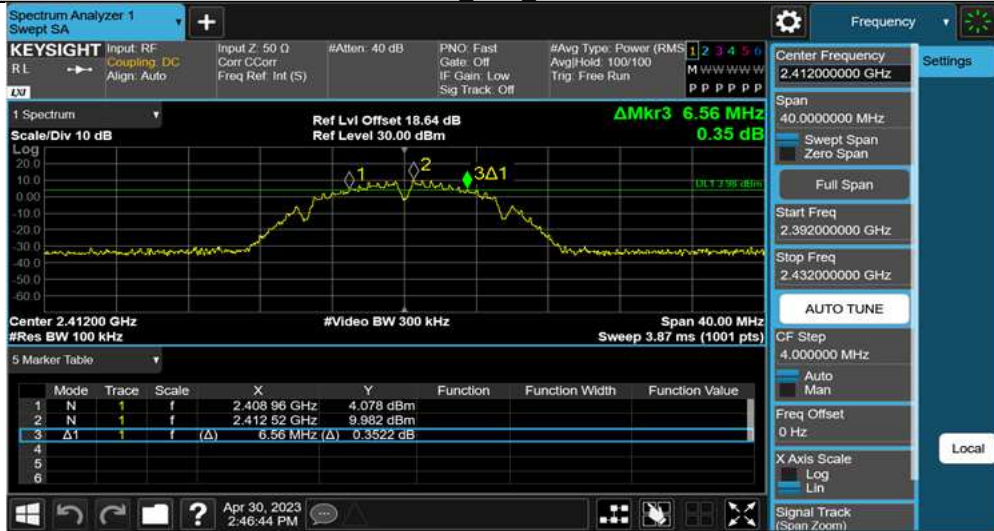 Spectrum Analyzer 1
Swept SA
+
Frequency
KEYSIGHT
RL
LXI
Input: RF
Coupling: DC
Align: Auto
Input Z: 50 Ω
Corr CCorr
Freq Ref: Int (S)
#Atten: 40 dB
PNO: Fast
Gate: Off
IF Gain: Low
Sig Track: Off
#Avg Type: Power (RMS
Avg|Hold: 100/100
Trig: Free Run
1 2 3 4 5 6
M W W W W W
P P P P P P
1 Spectrum
Scale/Div 10 dB
Ref Lvl Offset 18.64 dB
Ref Level 30.00 dBm
ΔMkr3 6.56 MHz
0.35 dB
Log
20.0
10.0
0.00
-10.0
-20.0
-30.0
-40.0
-50.0
-60.0
1
2
3Δ1
DL1 3.98 dBm
Center 2.41200 GHz
#Video BW 300 kHz
Span 40.00 MHz
#Res BW 100 kHz
Sweep 3.87 ms (1001 pts)
5 Marker Table
Mode Trace Scale X Y Function Function Width Function Value
1 N 1 f 2.408 96 GHz 4.078 dBm
2 N 1 f 2.412 52 GHz 9.982 dBm
3 Δ1 1 f (Δ) 6.56 MHz (Δ) 0.3522 dB
4
5
6
?
Apr 30, 2023
2:46:44 PM
Center Frequency
2.412000000 GHz
Span
40.0000000 MHz
Swept Span
Zero Span
Full Span
Start Freq
2.392000000 GHz
Stop Freq
2.432000000 GHz
AUTO TUNE
CF Step
4.000000 MHz
Auto
Man
Freq Offset
0 Hz
X Axis Scale
Log
Lin
Signal Track
(Span Zoom)
Settings
Local